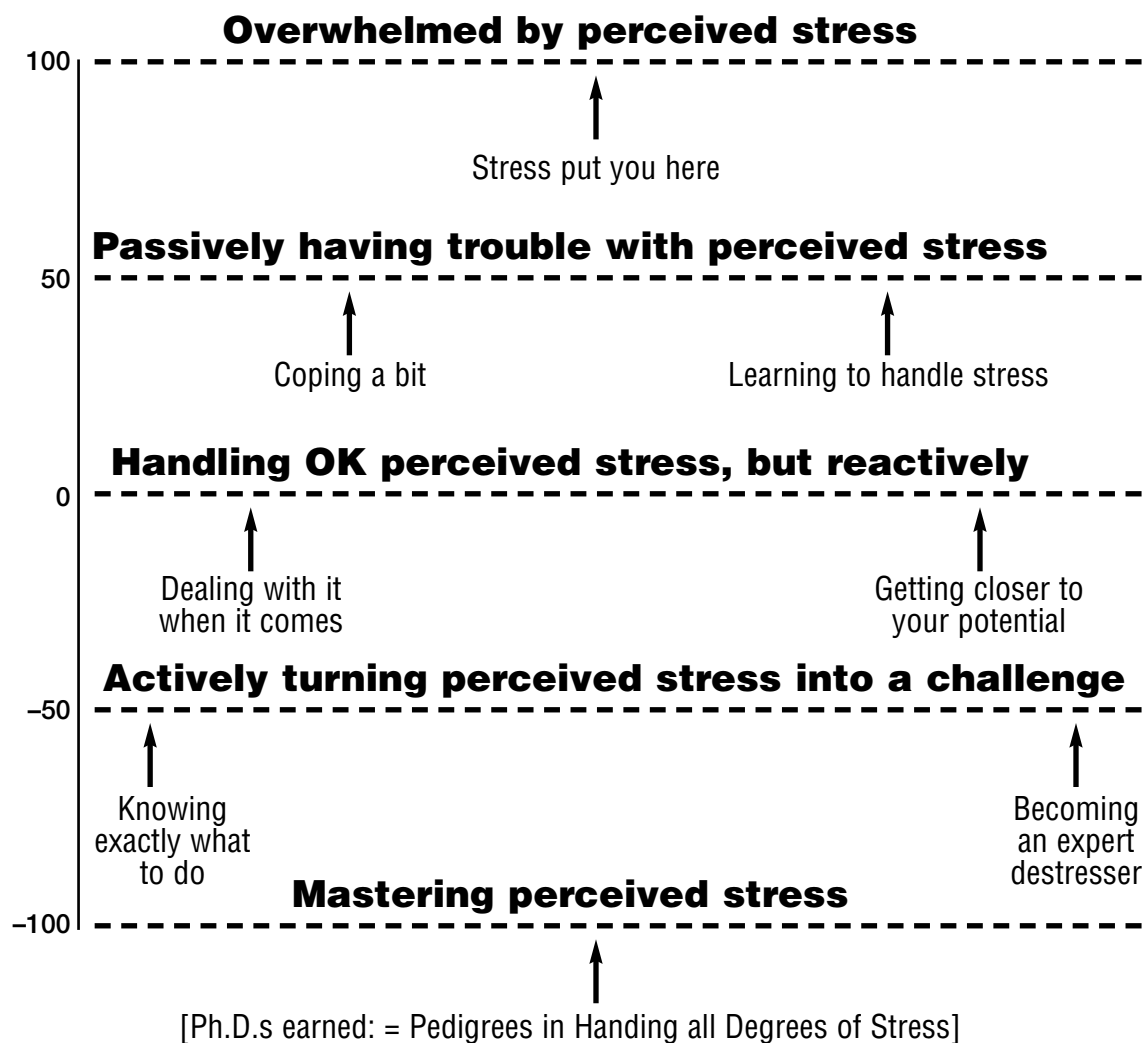 Overwhelmed by perceived stress
100
Stress put you here
Passively having trouble with perceived stress
50
Coping a bit
Learning to handle stress
Handling OK perceived stress, but reactively
0
Dealing with it
when it comes
Getting closer to
your potential
Actively turning perceived stress into a challenge
–50
Knowing
exactly what
to do
Becoming
an expert
destresser
Mastering perceived stress
–100
[Ph.D.s earned: = Pedigrees in Handing all Degrees of Stress]